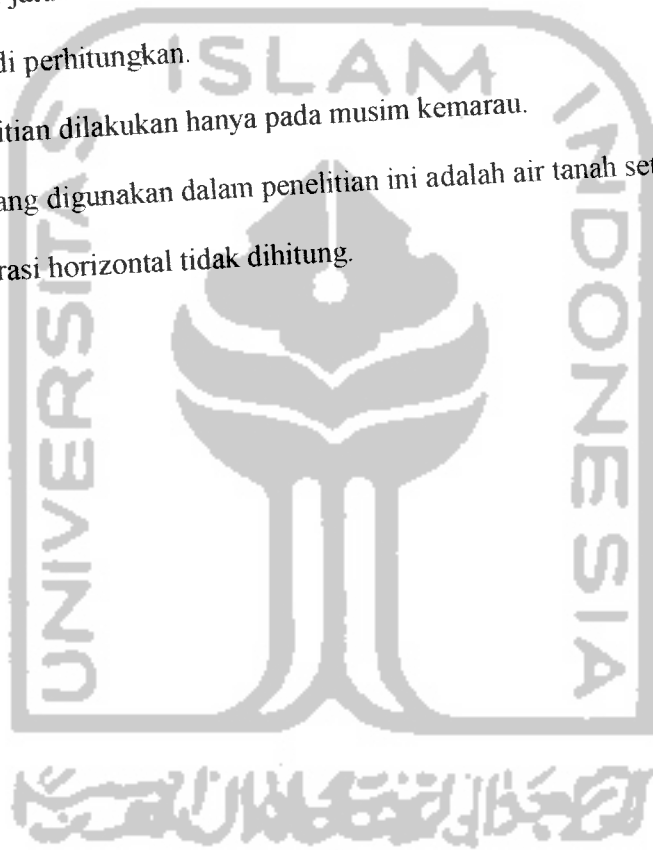 di perhitungkan.
itian dilakukan hanya pada musim kemarau.
ang digunakan dalam penelitian ini adalah air tanah set
rasi horizontal tidak dihitung.
ISLAM
UNIVERSITAS
INDONESIA